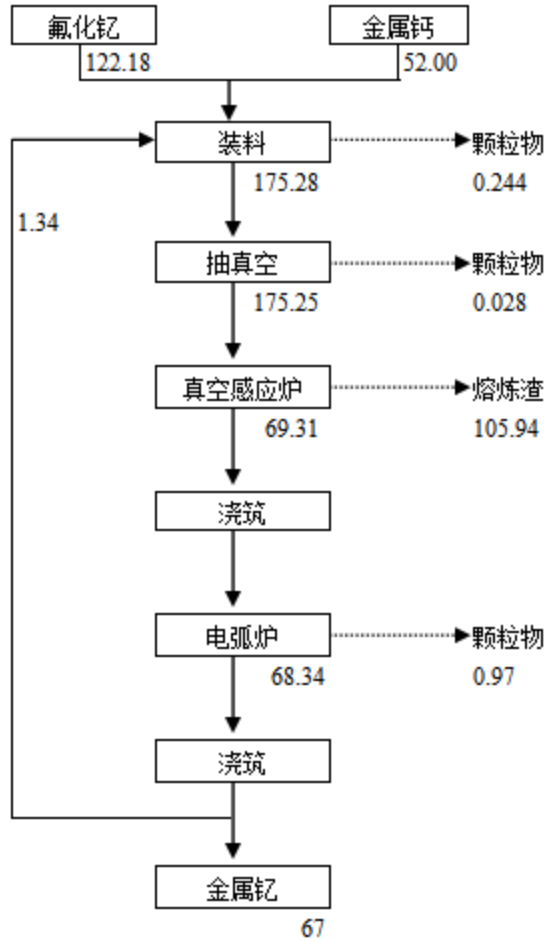 氟化钇
金属钙
122.18
52.00
装料
颗粒物
175.28
0.244
1.34
抽真空
颗粒物
175.25
0.028
真空感应炉
熔炼渣
69.31
105.94
浇筑
电弧炉
颗粒物
68.34
0.97
浇筑
金属钇
67